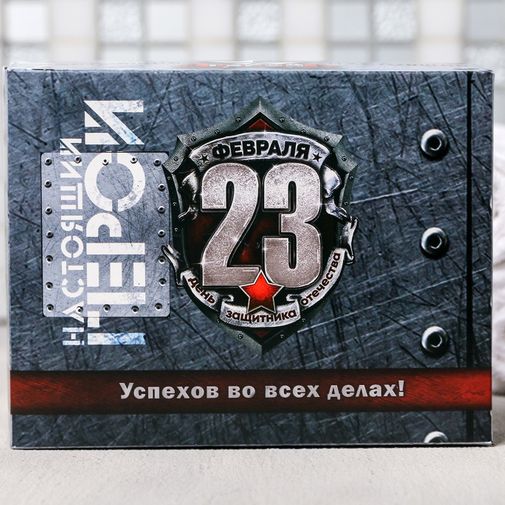 НАСТОЯЩИЙ
ГЕРОЙ
ФЕВРАЛЯ
23
день
защитника
отечества
Успехов во всех делах!